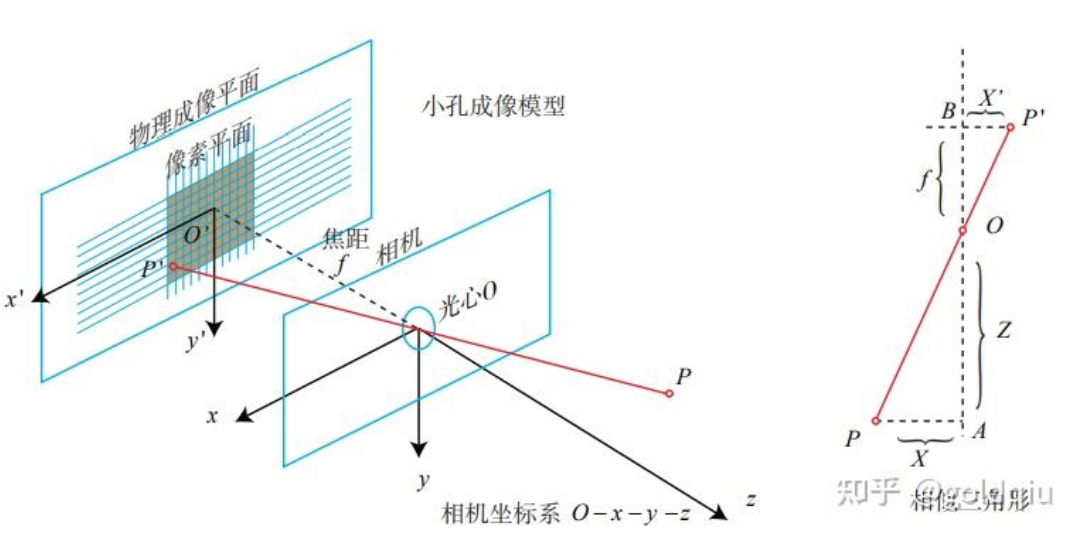 小孔成像模型
物理成像平面
像素平面
O'
P'
x'
y'
焦距
f
相机
光心O
x
y
z
P
相机坐标系 O-x-y-z
B
X'
P'
f
O
Z
P
X
A
相似三角形
知乎 @goldqiu